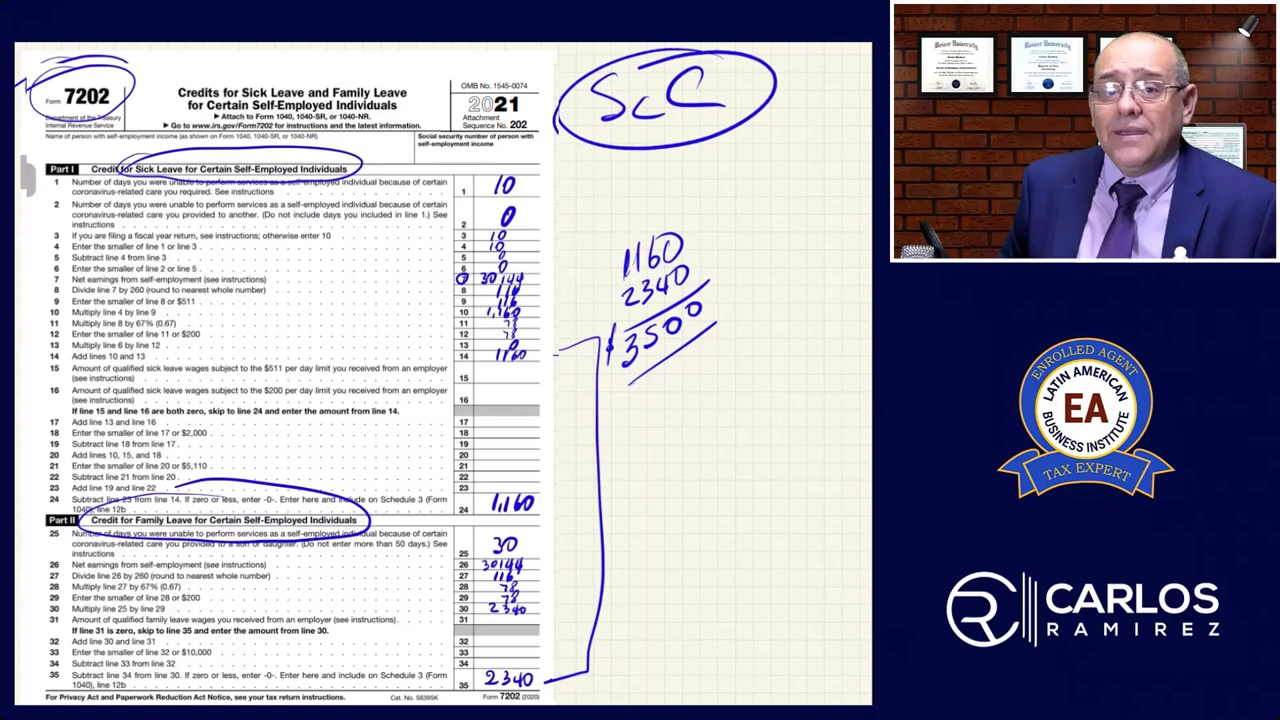 Form 7202
Department of the Treasury
Internal Revenue Service
Credits for Sick Leave and Leave
for Certain Self-Employed Individuals
▶ Attach to Form 1040, 1040-SR, or 1040-NR.
▶ Go to www.irs.gov/Form7202 for instructions and the latest information.
OMB No. 1545-0074
2021
Attachment
Sequence No. 202
Name of person with self-employment income (as shown on Form 1040, 1040-SR, or 1040-NR)
Social security number of person with
self-employment income
Part I Credit for Sick Leave for Certain Self-Employed Individuals
1 Number of days you were unable to perform services as a self-employed individual because of certain
coronavirus-related care you required. See instructions 1 10
2 Number of days you were unable to perform services as a self-employed individual because of certain
coronavirus-related care you provided to another. (Do not include days you included in line 1.) See
instructions 2 0
3 If you are filing a fiscal year return, see instructions; otherwise enter 10 3 10
4 Enter the smaller of line 1 or line 3 4 10
5 Subtract line 4 from line 3 5 0
6 Enter the smaller of line 2 or line 5 6 0
7 Net earnings from self-employment (see instructions) 30144
8 Divide line 7 by 260 (round to nearest whole number) 8 116
9 Enter the smaller of line 8 or $511 9 116
10 Multiply line 4 by line 9 10 1,160
11 Multiply line 8 by 67% (0.67) 11 78
12 Enter the smaller of line 11 or $200 12 78
13 Multiply line 6 by line 12 13 0
14 Add lines 10 and 13 14 1160
15 Amount of qualified sick leave wages subject to the $511 per day limit you received from an employer
(see instructions) 15
16 Amount of qualified sick leave wages subject to the $200 per day limit you received from an employer
(see instructions) 16
If line 15 and line 16 are both zero, skip to line 24 and enter the amount from line 14.
17 Add line 13 and line 16 17
18 Enter the smaller of line 17 or $2,000 18
19 Subtract line 18 from line 17 19
20 Add lines 10, 15, and 18 20
21 Enter the smaller of line 20 or $5,110 21
22 Subtract line 21 from line 20 22
23 Add line 19 and line 22 23
24 Subtract line 23 from line 14. If zero or less, enter -0-. Enter here and include on Schedule 3 (Form
1040), line 12b 24 1,160
Part II Credit for Family Leave for Certain Self-Employed Individuals
25 Number of days you were unable to perform services as a self-employed individual because of certain
coronavirus-related care you provided to a son or daughter. (Do not enter more than 50 days.) See
instructions 25 30
26 Net earnings from self-employment (see instructions) 26 30144
27 Divide line 26 by 260 (round to nearest whole number) 27 116
28 Multiply line 27 by 67% (0.67) 28 78
29 Enter the smaller of line 28 or $200 29 78
30 Multiply line 25 by line 29 30 2340
31 Amount of qualified family leave wages you received from an employer (see instructions) 31
If line 31 is zero, skip to line 35 and enter the amount from line 30.
32 Add line 30 and line 31 32
33 Enter the smaller of line 32 or $10,000 33
34 Subtract line 33 from line 32 34
35 Subtract line 34 from line 30. If zero or less, enter -0-. Enter here and include on Schedule 3 (Form
1040), line 12b 35 2340
For Privacy Act and Paperwork Reduction Act Notice, see your tax return instructions. Cat. No. 56395K Form 7202 (2020)
Sc C
1160
2340
$3500
ENROLLED AGENT
LATIN AMERICAN
EA
BUSINESS INSTITUTE
TAX EXPERT
CARLOS
RAMIREZ